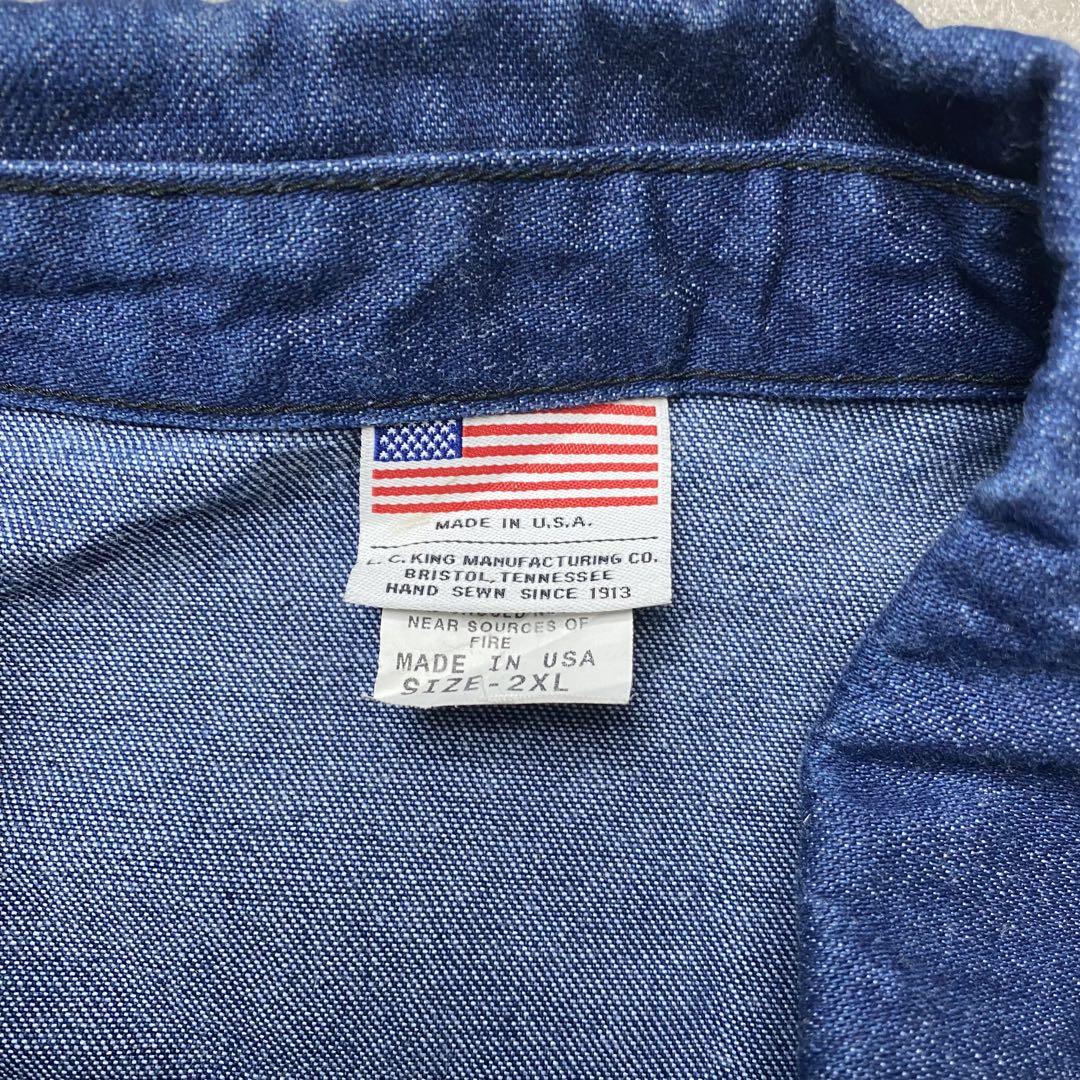 MADE IN U.S.A.
C. KING MANUFACTURING CO.
BRISTOL, TENNESSEE
HAND SEWN SINCE 1913
NEAR SOURCES OF
FIRE
MADE IN USA
SIZE-2XL